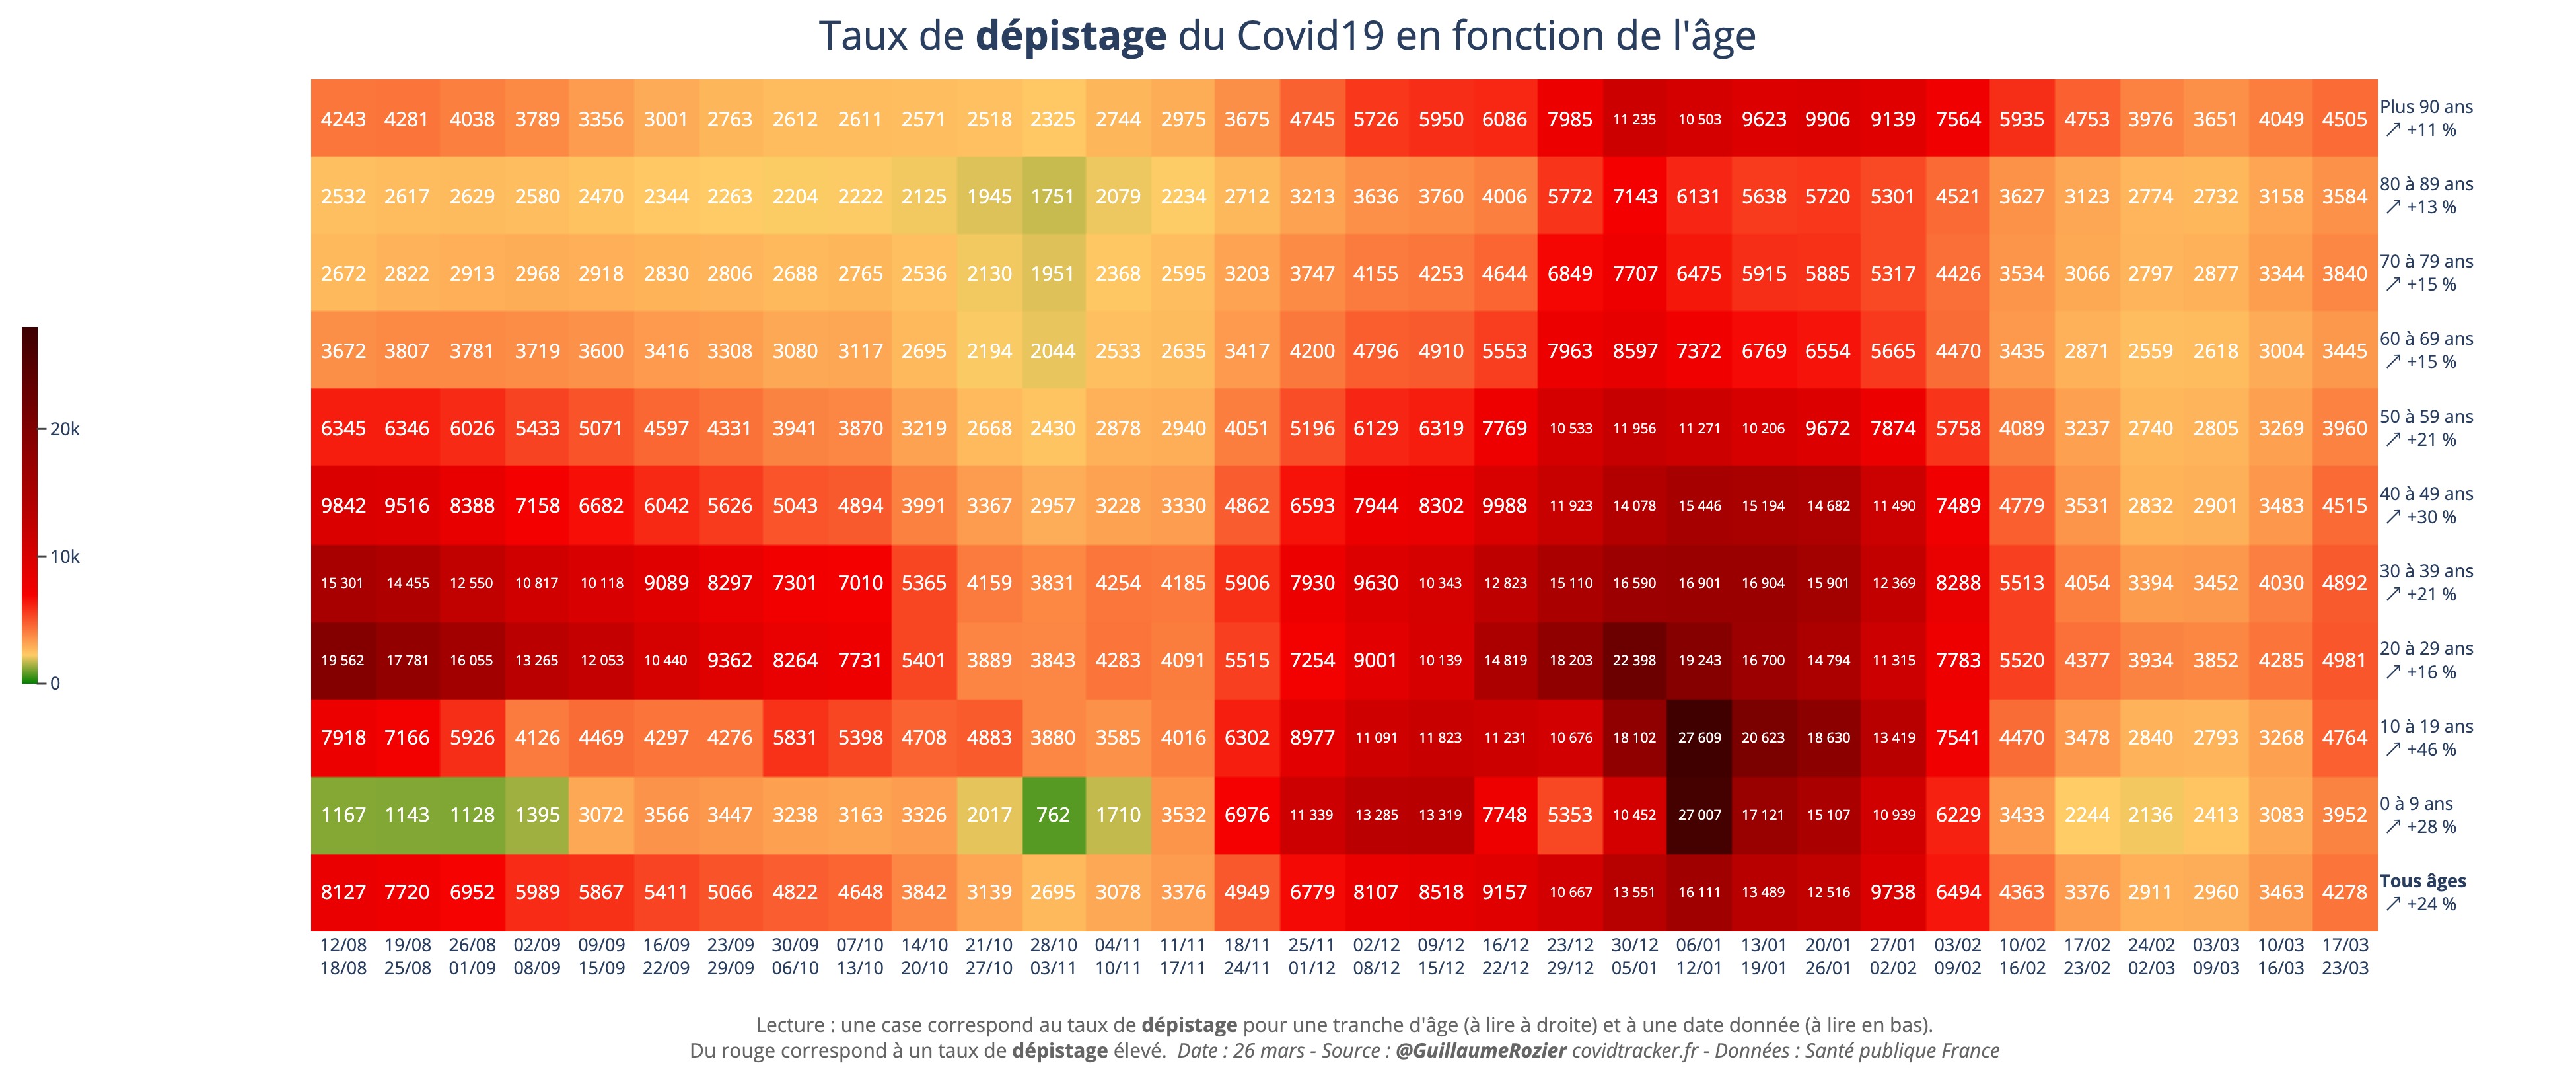 Taux de dépistage du Covid19 en fonction de l'âge
4243 4281 4038 3789 3356 3001 2763 2612 2611 2571 2518 2325 2744 2975 3675 4745 5726 5950 6086 7985 11 235 10 503 9623 9906 9139 7564 5935 4753 3976 3651 4049 4505
Plus 90 ans
↗ +11 %
2532 2617 2629 2580 2470 2344 2263 2204 2222 2125 1945 1751 2079 2234 2712 3213 3636 3760 4006 5772 7143 6131 5638 5720 5301 4521 3627 3123 2774 2732 3158 3584
80 à 89 ans
↗ +13 %
2672 2822 2913 2968 2918 2830 2806 2688 2765 2536 2130 1951 2368 2595 3203 3747 4155 4253 4644 6849 7707 6475 5915 5885 5317 4426 3534 3066 2797 2877 3344 3840
70 à 79 ans
↗ +15 %
3672 3807 3781 3719 3600 3416 3308 3080 3117 2695 2194 2044 2533 2635 3417 4200 4796 4910 5553 7963 8597 7372 6769 6554 5665 4470 3435 2871 2559 2618 3004 3445
60 à 69 ans
↗ +15 %
6345 6346 6026 5433 5071 4597 4331 3941 3870 3219 2668 2430 2878 2940 4051 5196 6129 6319 7769 10 533 11 956 11 271 10 206 9672 7874 5758 4089 3237 2740 2805 3269 3960
50 à 59 ans
↗ +21 %
9842 9516 8388 7158 6682 6042 5626 5043 4894 3991 3367 2957 3228 3330 4862 6593 7944 8302 9988 11 923 14 078 15 446 15 194 14 682 11 490 7489 4779 3531 2832 2901 3483 4515
40 à 49 ans
↗ +30 %
15 301 14 455 12 550 10 817 10 118 9089 8297 7301 7010 5365 4159 3831 4254 4185 5906 7930 9630 10 343 12 823 15 110 16 590 16 901 16 904 15 901 12 369 8288 5513 4054 3394 3452 4030 4892
30 à 39 ans
↗ +21 %
19 562 17 781 16 055 13 265 12 053 10 440 9362 8264 7731 5401 3889 3843 4283 4091 5515 7254 9001 10 139 14 819 18 203 22 398 19 243 16 700 14 794 11 315 7783 5520 4377 3934 3852 4285 4981
20 à 29 ans
↗ +16 %
7918 7166 5926 4126 4469 4297 4276 5831 5398 4708 4883 3880 3585 4016 6302 8977 11 091 11 823 11 231 10 676 18 102 27 609 20 623 18 630 13 419 7541 4470 3478 2840 2793 3268 4764
10 à 19 ans
↗ +46 %
1167 1143 1128 1395 3072 3566 3447 3238 3163 3326 2017 762 1710 3532 6976 11 339 13 285 13 319 7748 5353 10 452 27 007 17 121 15 107 10 939 6229 3433 2244 2136 2413 3083 3952
0 à 9 ans
↗ +28 %
8127 7720 6952 5989 5867 5411 5066 4822 4648 3842 3139 2695 3078 3376 4949 6779 8107 8518 9157 10 667 13 551 16 111 13 489 12 516 9738 6494 4363 3376 2911 2960 3463 4278
Tous âges
↗ +24 %
20k
10k
0
12/08 19/08 26/08 02/09 09/09 16/09 23/09 30/09 07/10 14/10 21/10 28/10 04/11 11/11 18/11 25/11 02/12 09/12 16/12 23/12 30/12 06/01 13/01 20/01 27/01 03/02 10/02 17/02 24/02 03/03 10/03 17/03
18/08 25/08 01/09 08/09 15/09 22/09 29/09 06/10 13/10 20/10 27/10 03/11 10/11 17/11 24/11 01/12 08/12 15/12 22/12 29/12 05/01 12/01 19/01 26/01 02/02 09/02 16/02 23/02 02/03 09/03 16/03 23/03
Lecture : une case correspond au taux de dépistage pour une tranche d'âge (à lire à droite) et à une date donnée (à lire en bas).
Du rouge correspond à un taux de dépistage élevé. Date : 26 mars - Source : @GuillaumeRozier covidtracker.fr - Données : Santé publique France